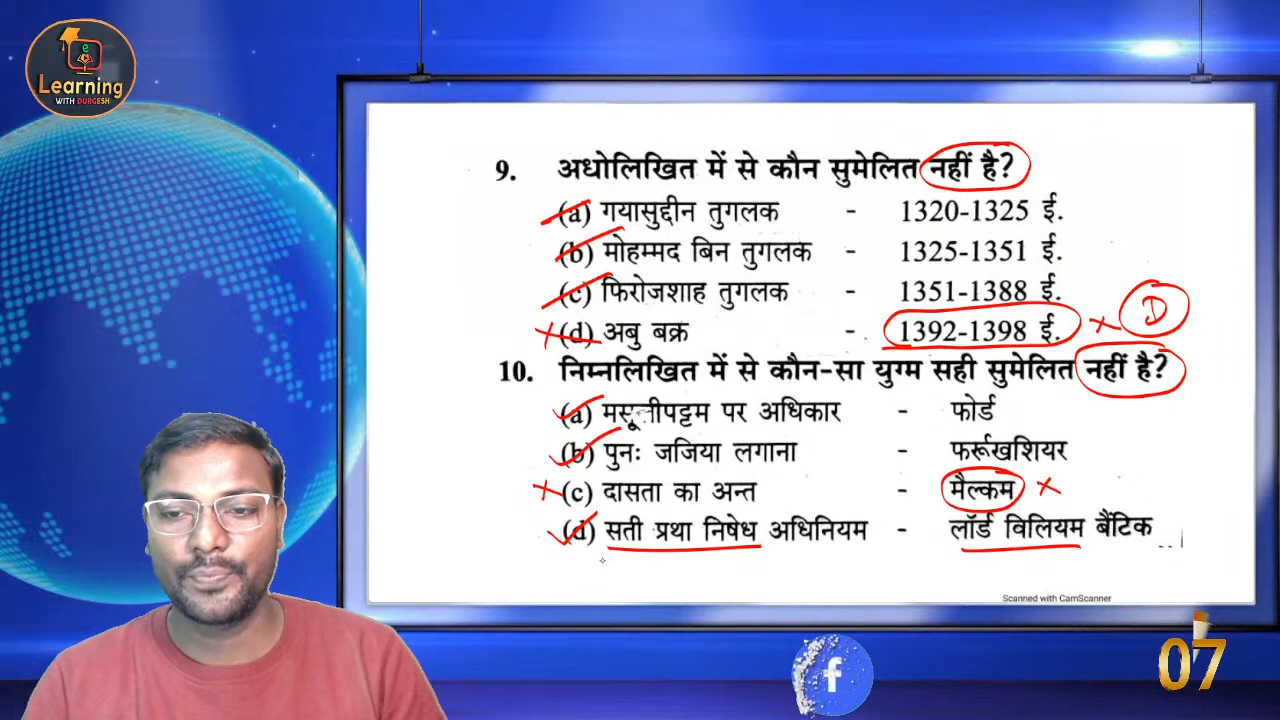 e
Learning
WITH DURGESH
9. अधोलिखित में से कौन सुमेलित नहीं है?
(a) गयासुद्दीन तुगलक - 1320-1325 ई.
(b) मोहम्मद बिन तुगलक - 1325-1351 ई.
(c) फिरोजशाह तुगलक - 1351-1388 ई.
(d) अबु बक्र - 1392-1398 ई. × D
10. निम्नलिखित में से कौन-सा युग्म सही सुमेलित नहीं है?
(a) मसूलीपट्टम पर अधिकार - फोर्ड
(b) पुनः जजिया लगाना - फर्रूखशियर
(c) दासता का अन्त - मैल्कम ×
(d) सती प्रथा निषेध अधिनियम - लॉर्ड विलियम बैंटिक
Scanned with CamScanner
f
07